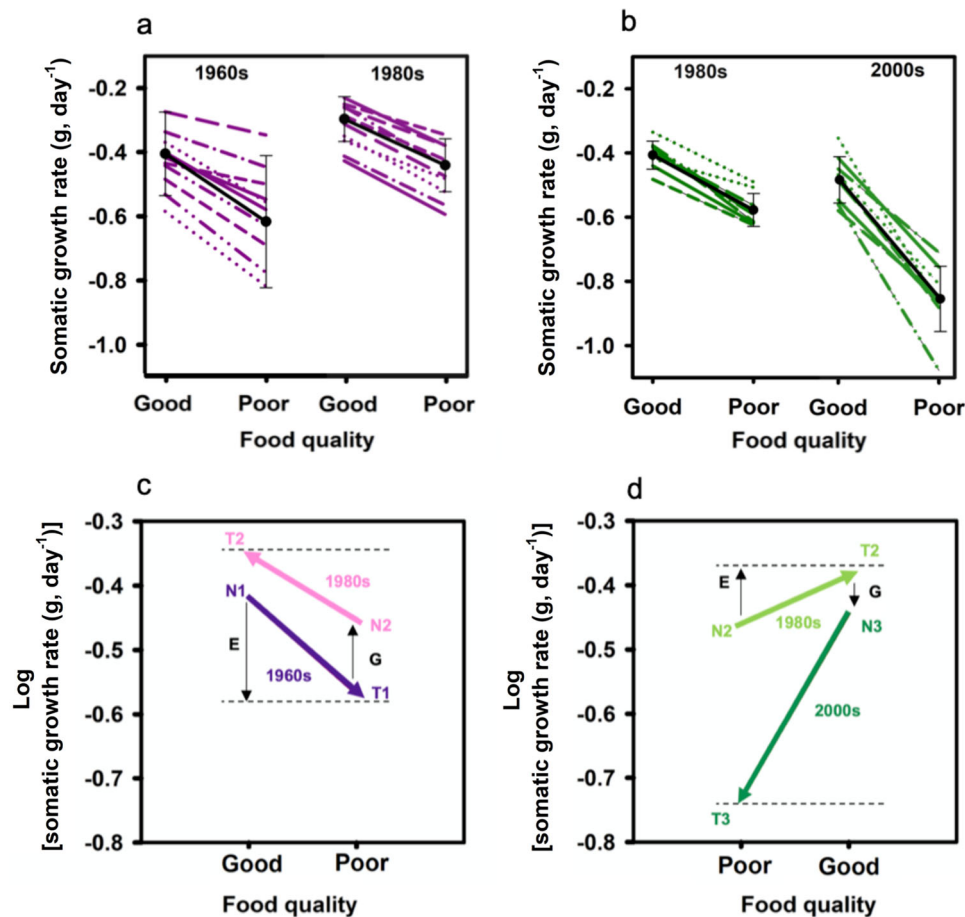 a
1960s 1980s
Somatic growth rate (g, day-1)
-0.2
-0.4
-0.6
-0.8
-1.0
Good Poor Good Poor
Food quality
b
1980s 2000s
Somatic growth rate (g, day-1)
-0.2
-0.4
-0.6
-0.8
-1.0
Good Poor Good Poor
Food quality
c
Log
[somatic growth rate (g, day-1)]
-0.3
-0.4
-0.5
-0.6
-0.7
-0.8
T2
1980s
N1
N2
E
G
1960s
T1
Good Poor
Food quality
d
Log
[somatic growth rate (g, day-1)]
-0.3
-0.4
-0.5
-0.6
-0.7
-0.8
T2
E
G
N2
1980s
N3
2000s
T3
Poor Good
Food quality